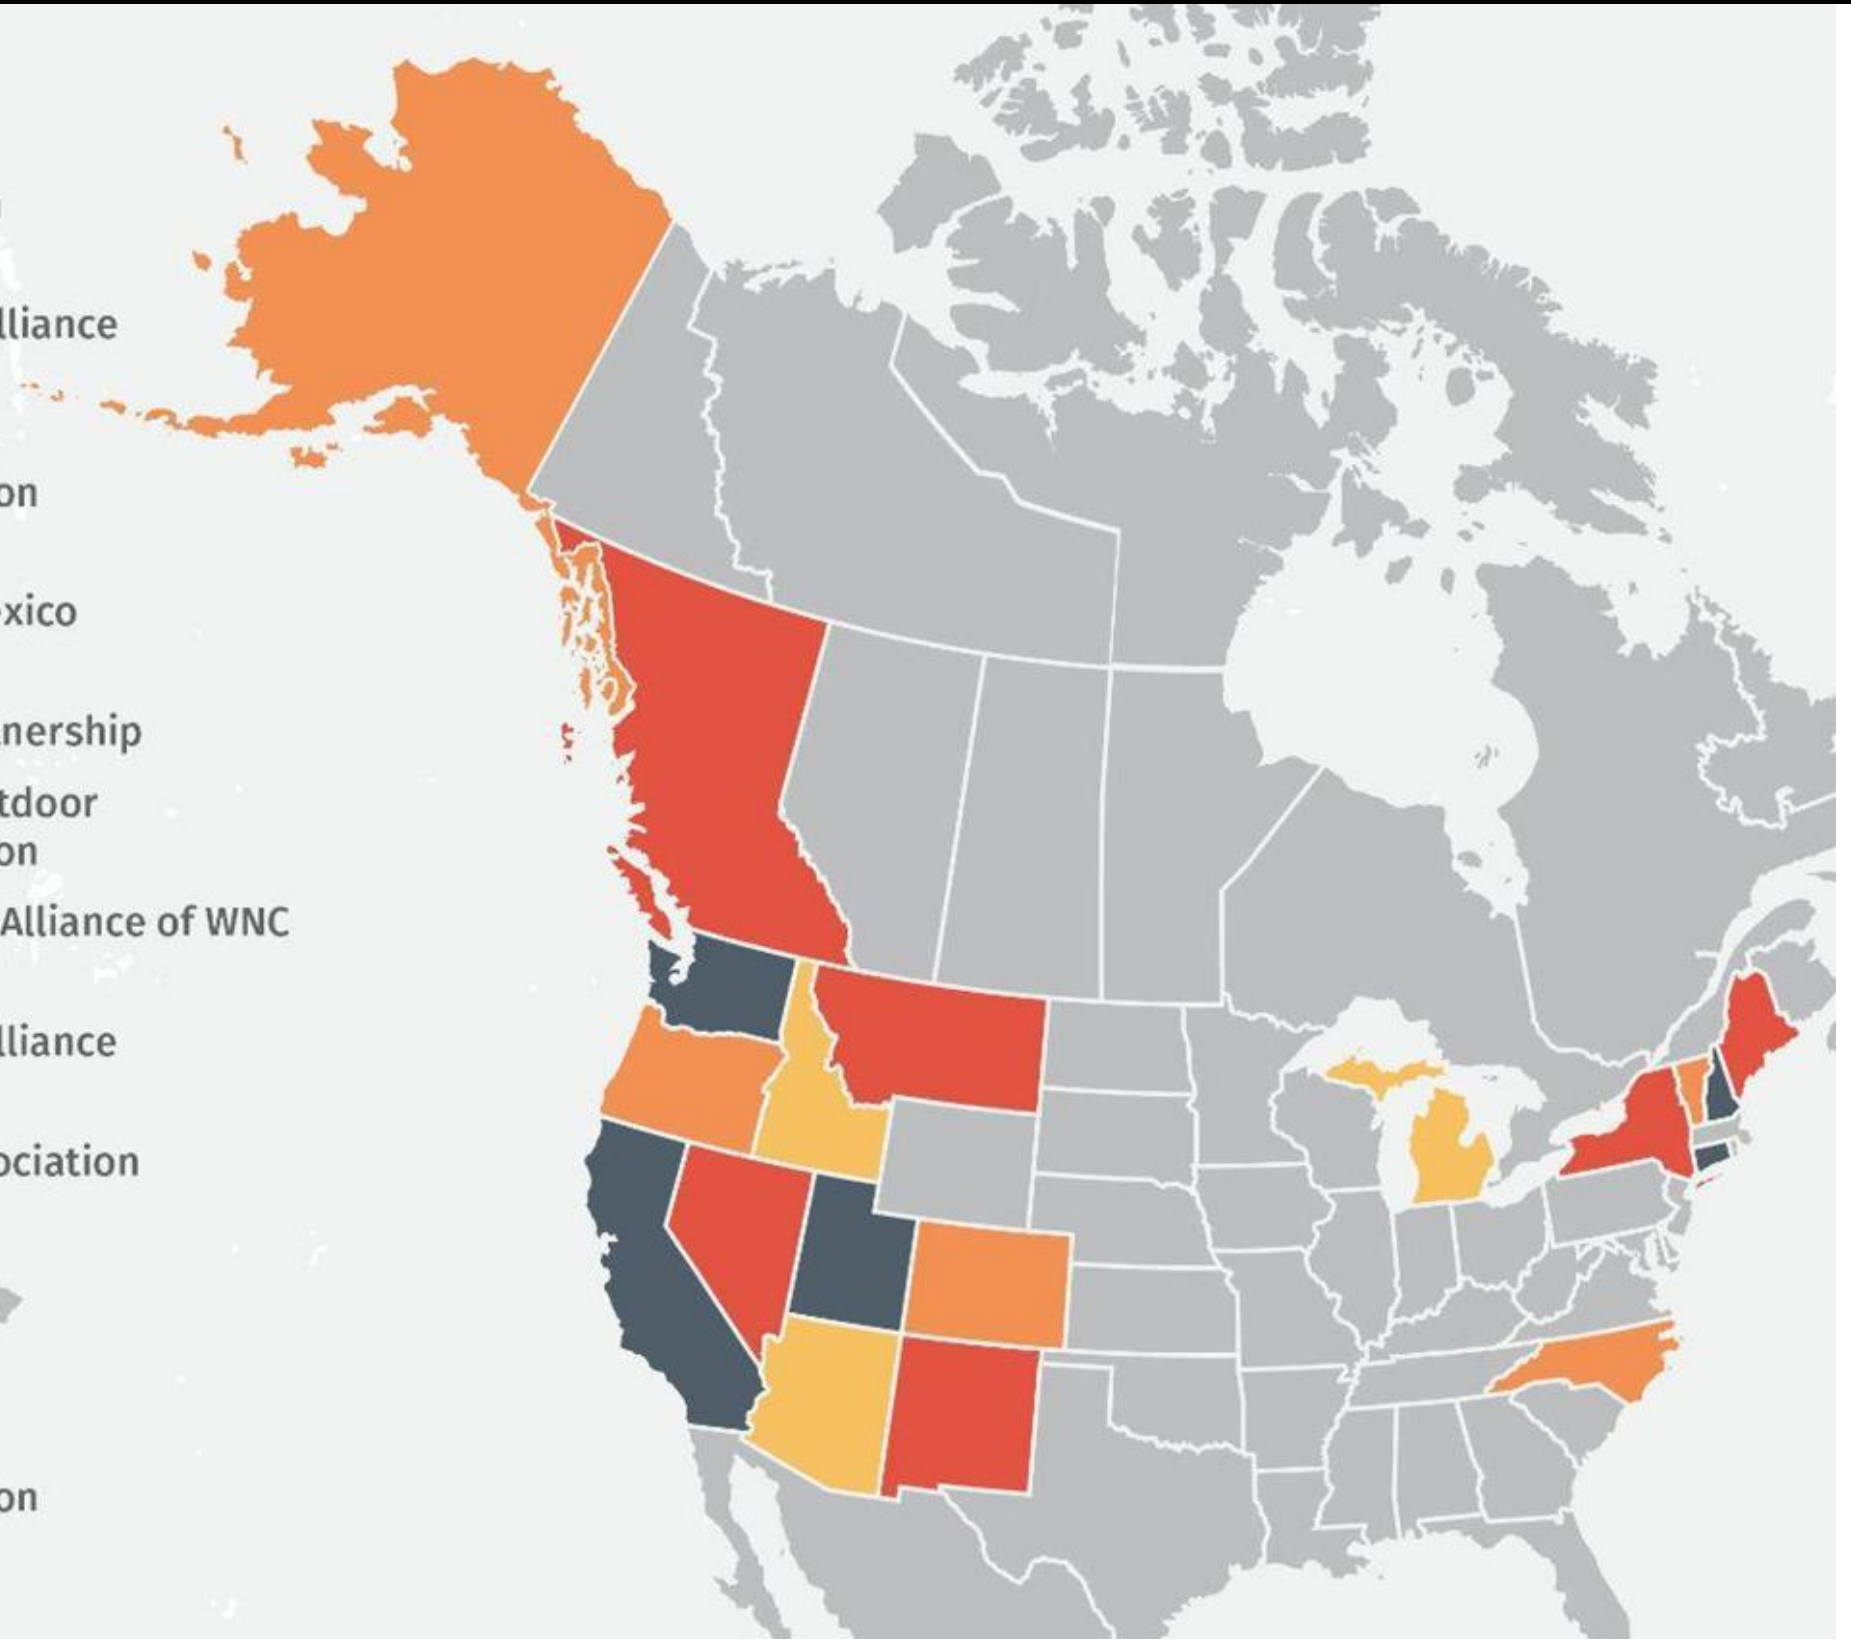 lliance
on
xico
nership
tdoor
on
Alliance of WNC
lliance
ociation
on